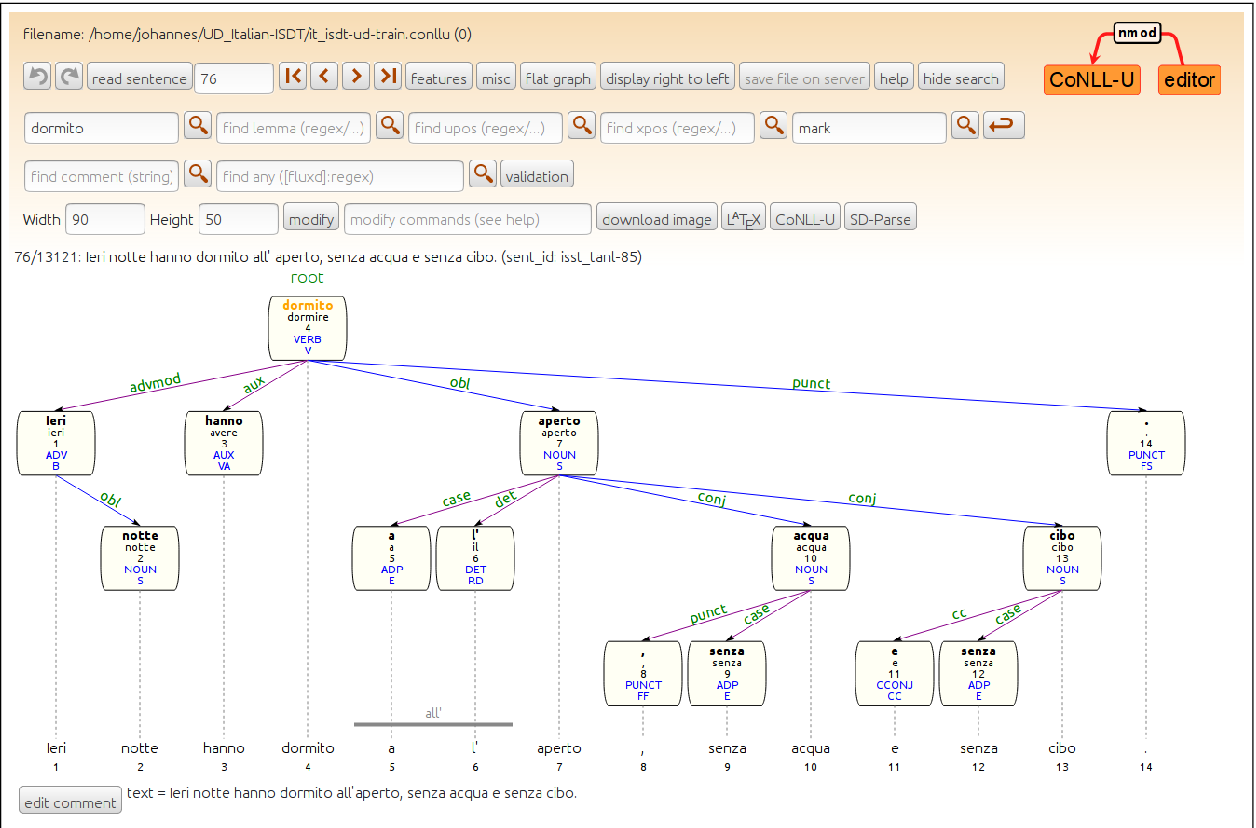 filename: /home/johannes/UD_Italian-ISDT/it_isdt-ud-train.conllu (0)
nmod
CoNLL-U editor
read sentence 76 features misc flat graph display right to left save file on server help hide search
dormito find lemma (regex/...) find upos (regex/...) find xpos (regex/...) mark
find comment (string) find any ([fluxd]:regex) validation
Width 90 Height 50 modify modify commands (see help) download image LATEX CoNLL-U SD-Parse
76/13121: Ieri notte hanno dormito all' aperto, senza acqua e senza cibo. (sent_id: isst_tanl-85)
root
dormito
dormire
4
VERB
V
advmod aux obl punct
Ieri hanno aperto .
ieri avere aperto .
1 3 7 14
ADV AUX NOUN PUNCT
B VA S FS
obl case det conj conj
notte a l' acqua cibo
notte a il acqua cibo
2 5 6 10 13
NOUN ADP DET NOUN NOUN
S E RD S S
punct case cc case
, senza e senza
, senza e senza
8 9 11 12
PUNCT ADP CCONJ ADP
FF E CC E
all'
Ieri notte hanno dormito a l' aperto , senza acqua e senza cibo .
1 2 3 4 5 6 7 8 9 10 11 12 13 14
edit comment text = Ieri notte hanno dormito all'aperto, senza acqua e senza cibo.